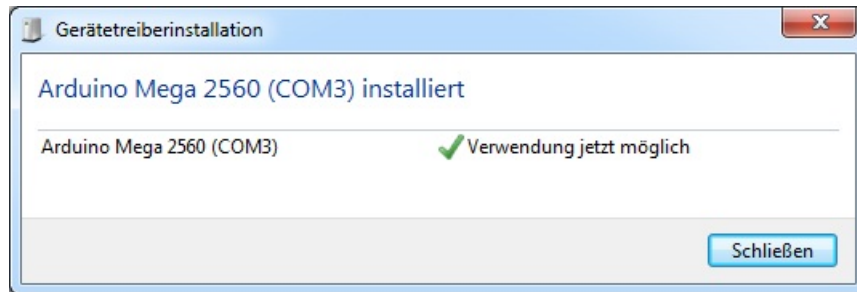 Gerätetreiberinstallation
Arduino Mega 2560 (COM3) installiert
Arduino Mega 2560 (COM3) Verwendung jetzt möglich
Schließen